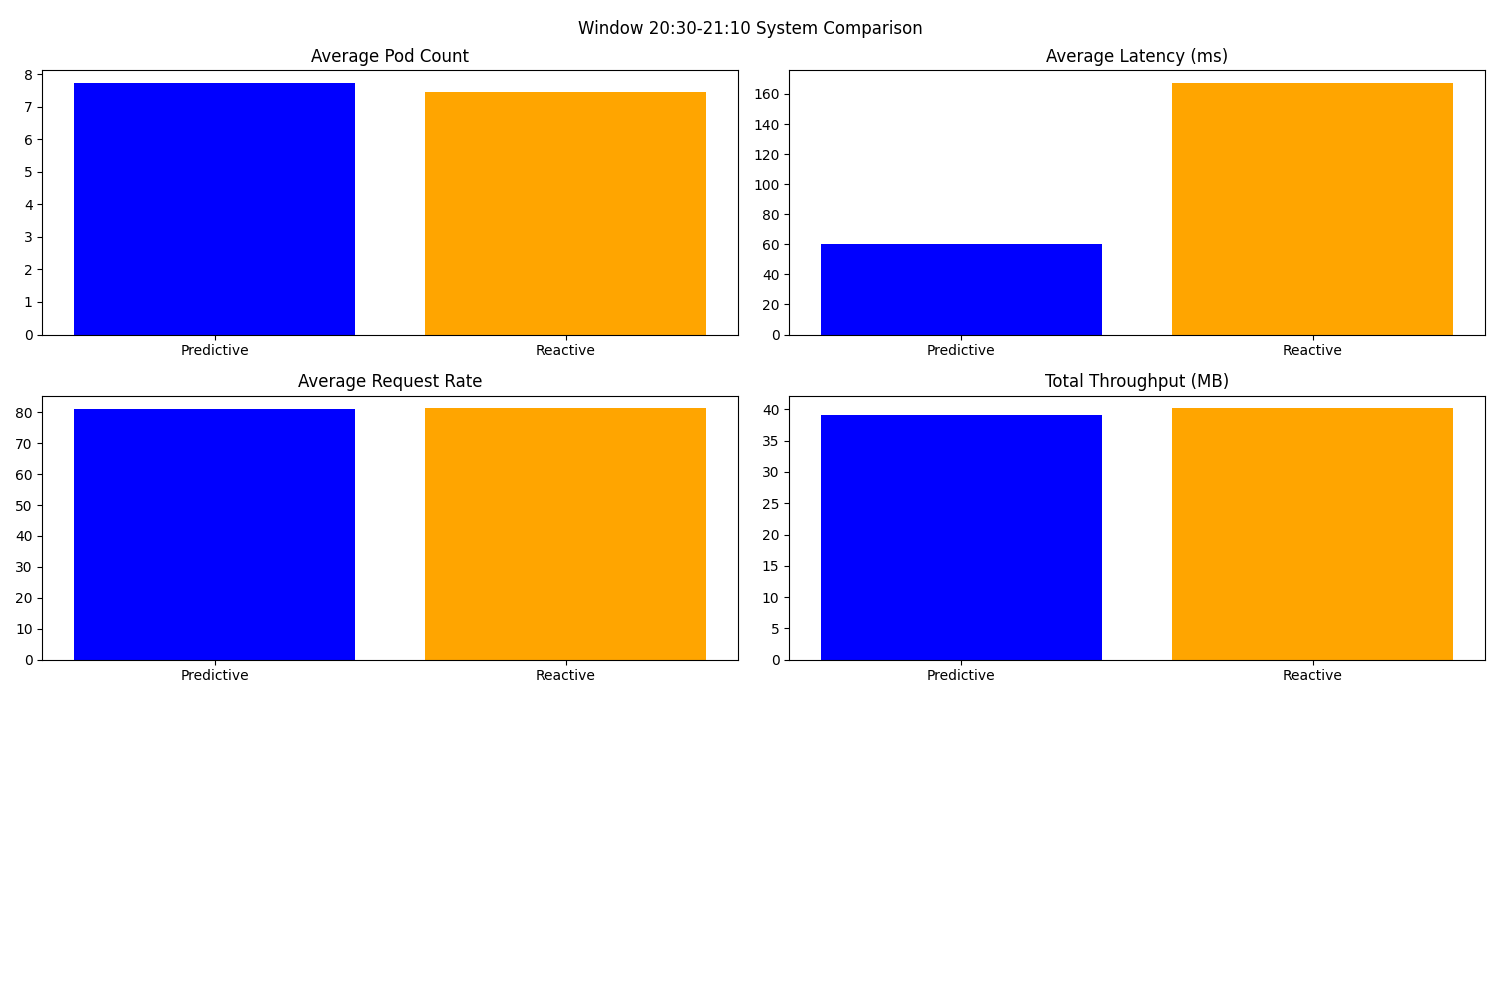 Window 20:30-21:10 System Comparison
Average Pod Count
8
7
6
5
4
3
2
1
0
Predictive
Reactive
Average Latency (ms)
160
140
120
100
80
60
40
20
0
Predictive
Reactive
Average Request Rate
80
70
60
50
40
30
20
10
0
Predictive
Reactive
Total Throughput (MB)
40
35
30
25
20
15
10
5
0
Predictive
Reactive